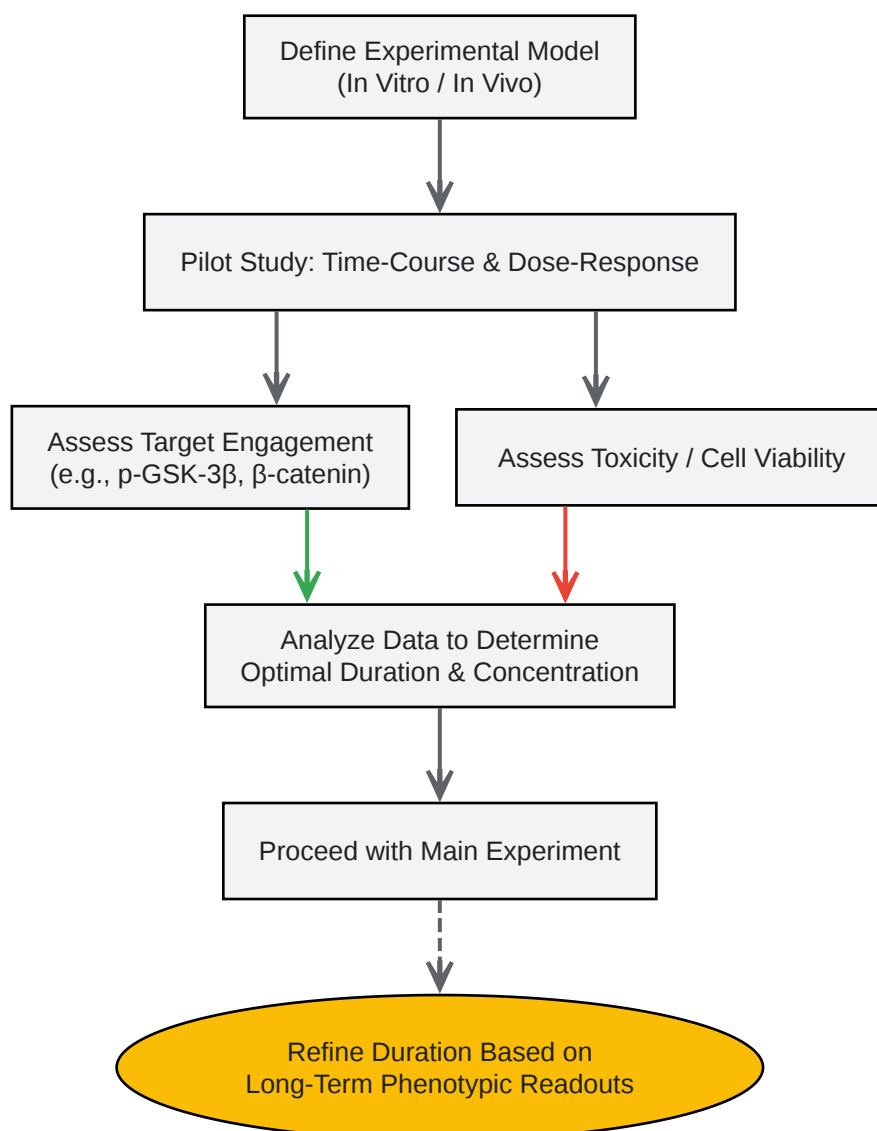 Define Experimental Model
(In Vitro / In Vivo)
Pilot Study: Time-Course & Dose-Response
Assess Target Engagement
(e.g., p-GSK-3β, β-catenin)
Assess Toxicity / Cell Viability
Analyze Data to Determine
Optimal Duration & Concentration
Proceed with Main Experiment
Refine Duration Based on
Long-Term Phenotypic Readouts